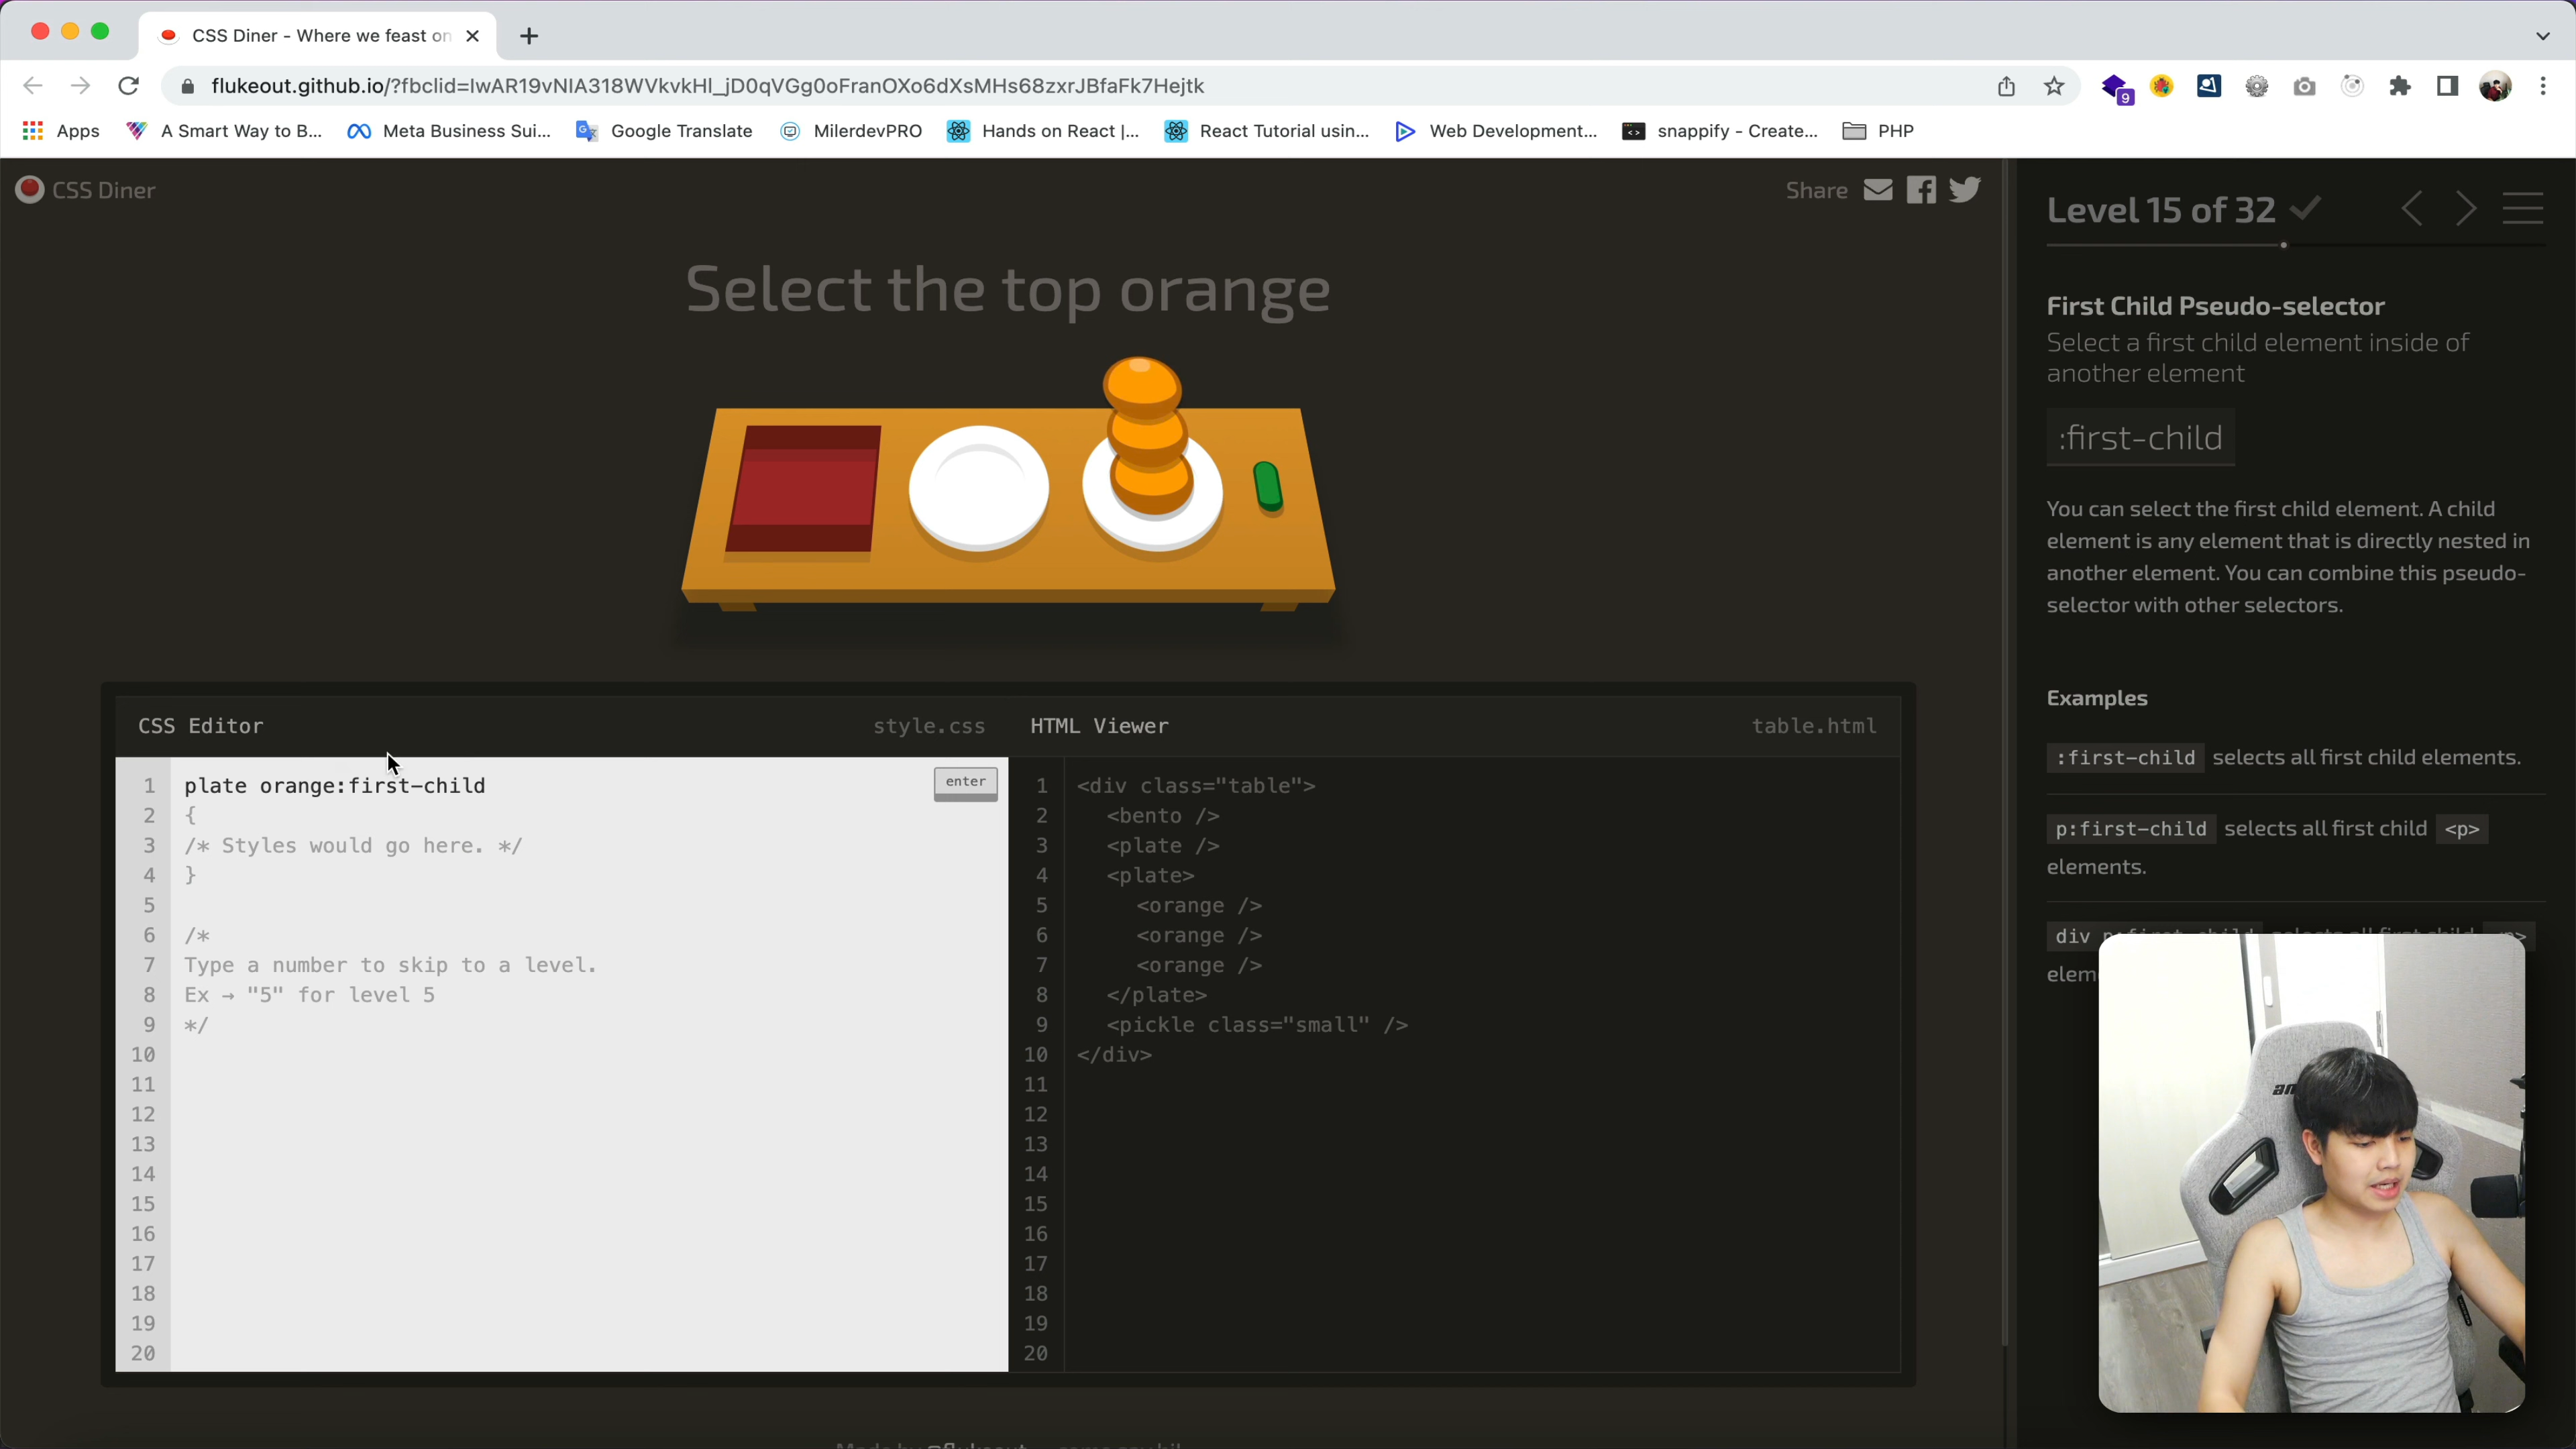 CSS Diner - Where we feast on
flukeout.github.io/?fbclid=IwAR19vNIA318WVkvkHl_jD0qVGg0oFranOXo6dXsMHs68zxrJBfaFk7Hejtk
9
Apps
A Smart Way to B...
Meta Business Sui...
Google Translate
MilerdevPRO
Hands on React |...
React Tutorial usin...
Web Development...
snappify - Create...
PHP
CSS Diner
Share
Level 15 of 32
Select the top orange
First Child Pseudo-selector
Select a first child element inside of
another element
:first-child
You can select the first child element. A child
element is any element that is directly nested in
another element. You can combine this pseudo-
selector with other selectors.
Examples
:first-child selects all first child elements.
p:first-child selects all first child <p>
elements.
div
CSS Editor
style.css
1 plate orange:first-child
enter
2 {
3 /* Styles would go here. */
4 }
5
6 /*
7 Type a number to skip to a level.
8 Ex → "5" for level 5
9 */
10
11
12
13
14
15
16
17
18
19
20
HTML Viewer
table.html
1 <div class="table">
2 <bento />
3 <plate />
4 <plate>
5 <orange />
6 <orange />
7 <orange />
8 </plate>
9 <pickle class="small" />
10 </div>
11
12
13
14
15
16
17
18
19
20